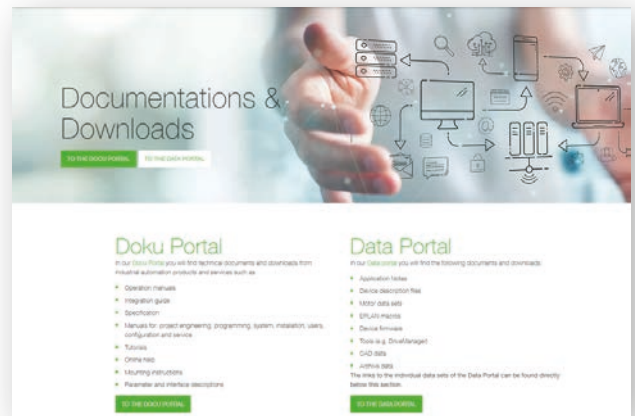 Documentations &
Downloads
TO THE DOCU PORTAL
TO THE DATA PORTAL
Doku Portal
In our Docu Portal you will find technical documents and downloads from
industrial automation products and services such as
Operation manuals
Integration guide
Specification
Manuals for: project engineering, programming, system, installation, users,
configuration and service
Tutorials
Online help
Mounting instructions
Parameter and interface descriptions
TO THE DOCU PORTAL
Data Portal
In our Data portal you will find the following documents and downloads
Application Notes
Device description files
Motor data sets
EPLAN macros
Device firmware
Tools (e.g. DriveManager)
CAD data
Archive data
The links to the individual data sets of the Data Portal can be found directly
below this section.
TO THE DATA PORTAL